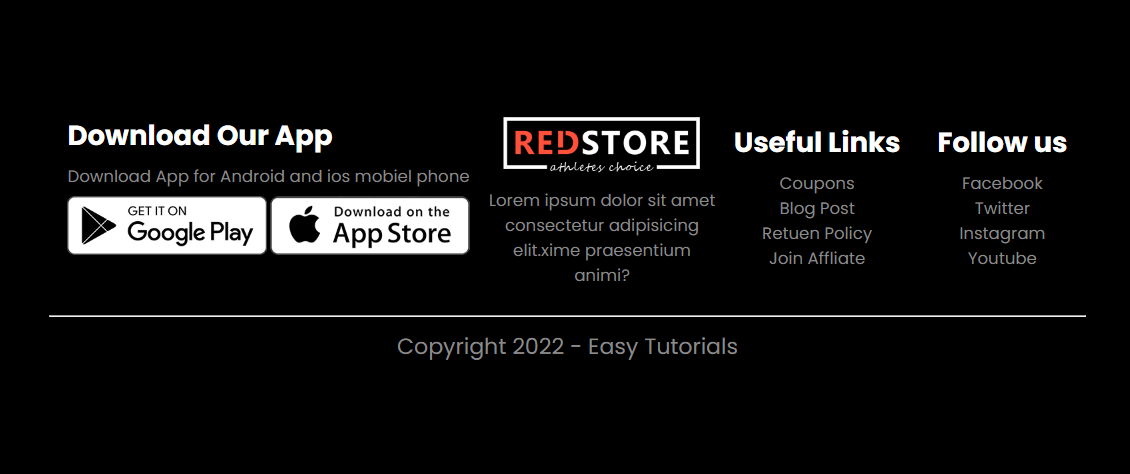 Download Our App
Download App for Android and ios mobiel phone
GET IT ON
Google Play
Download on the
App Store
REDSTORE
athletes choice
Lorem ipsum dolor sit amet
consectetur adipisicing
elit.xime praesentium
animi?
Useful Links
Coupons
Blog Post
Retuen Policy
Join Affliate
Follow us
Facebook
Twitter
Instagram
Youtube
Copyright 2022 - Easy Tutorials